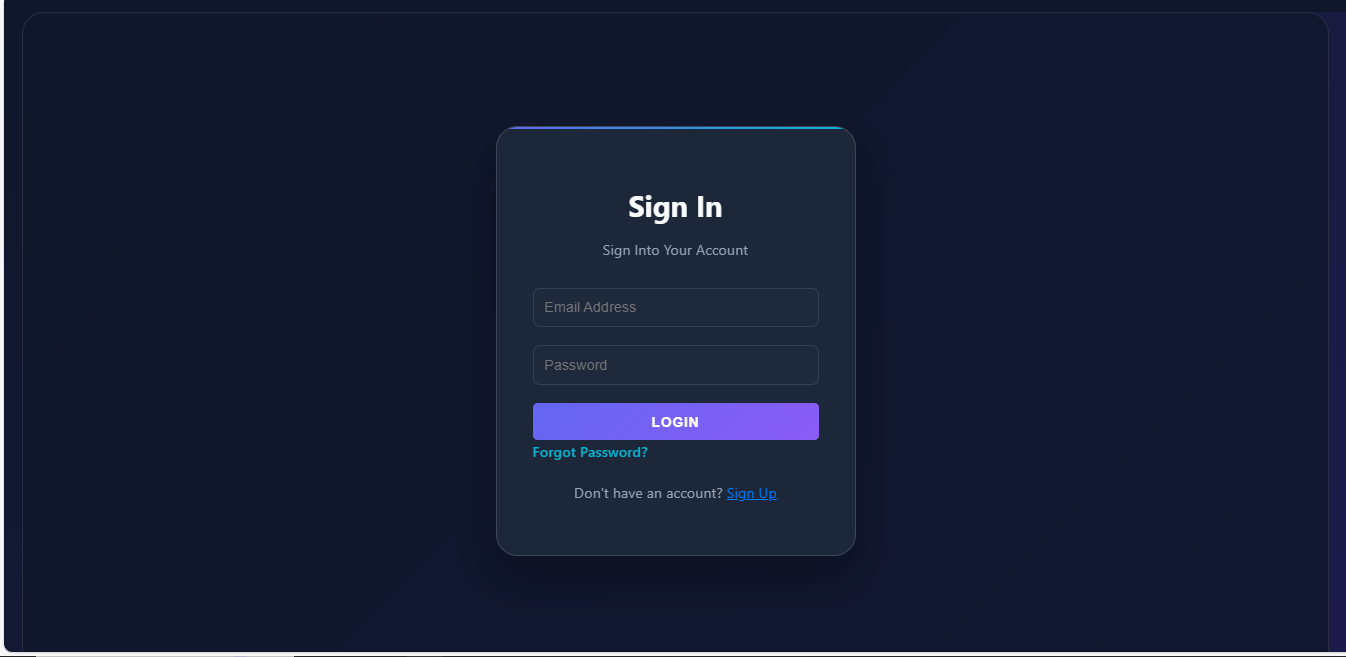 Sign In
Sign Into Your Account
Email Address
Password
LOGIN
Forgot Password?
Don't have an account? Sign Up